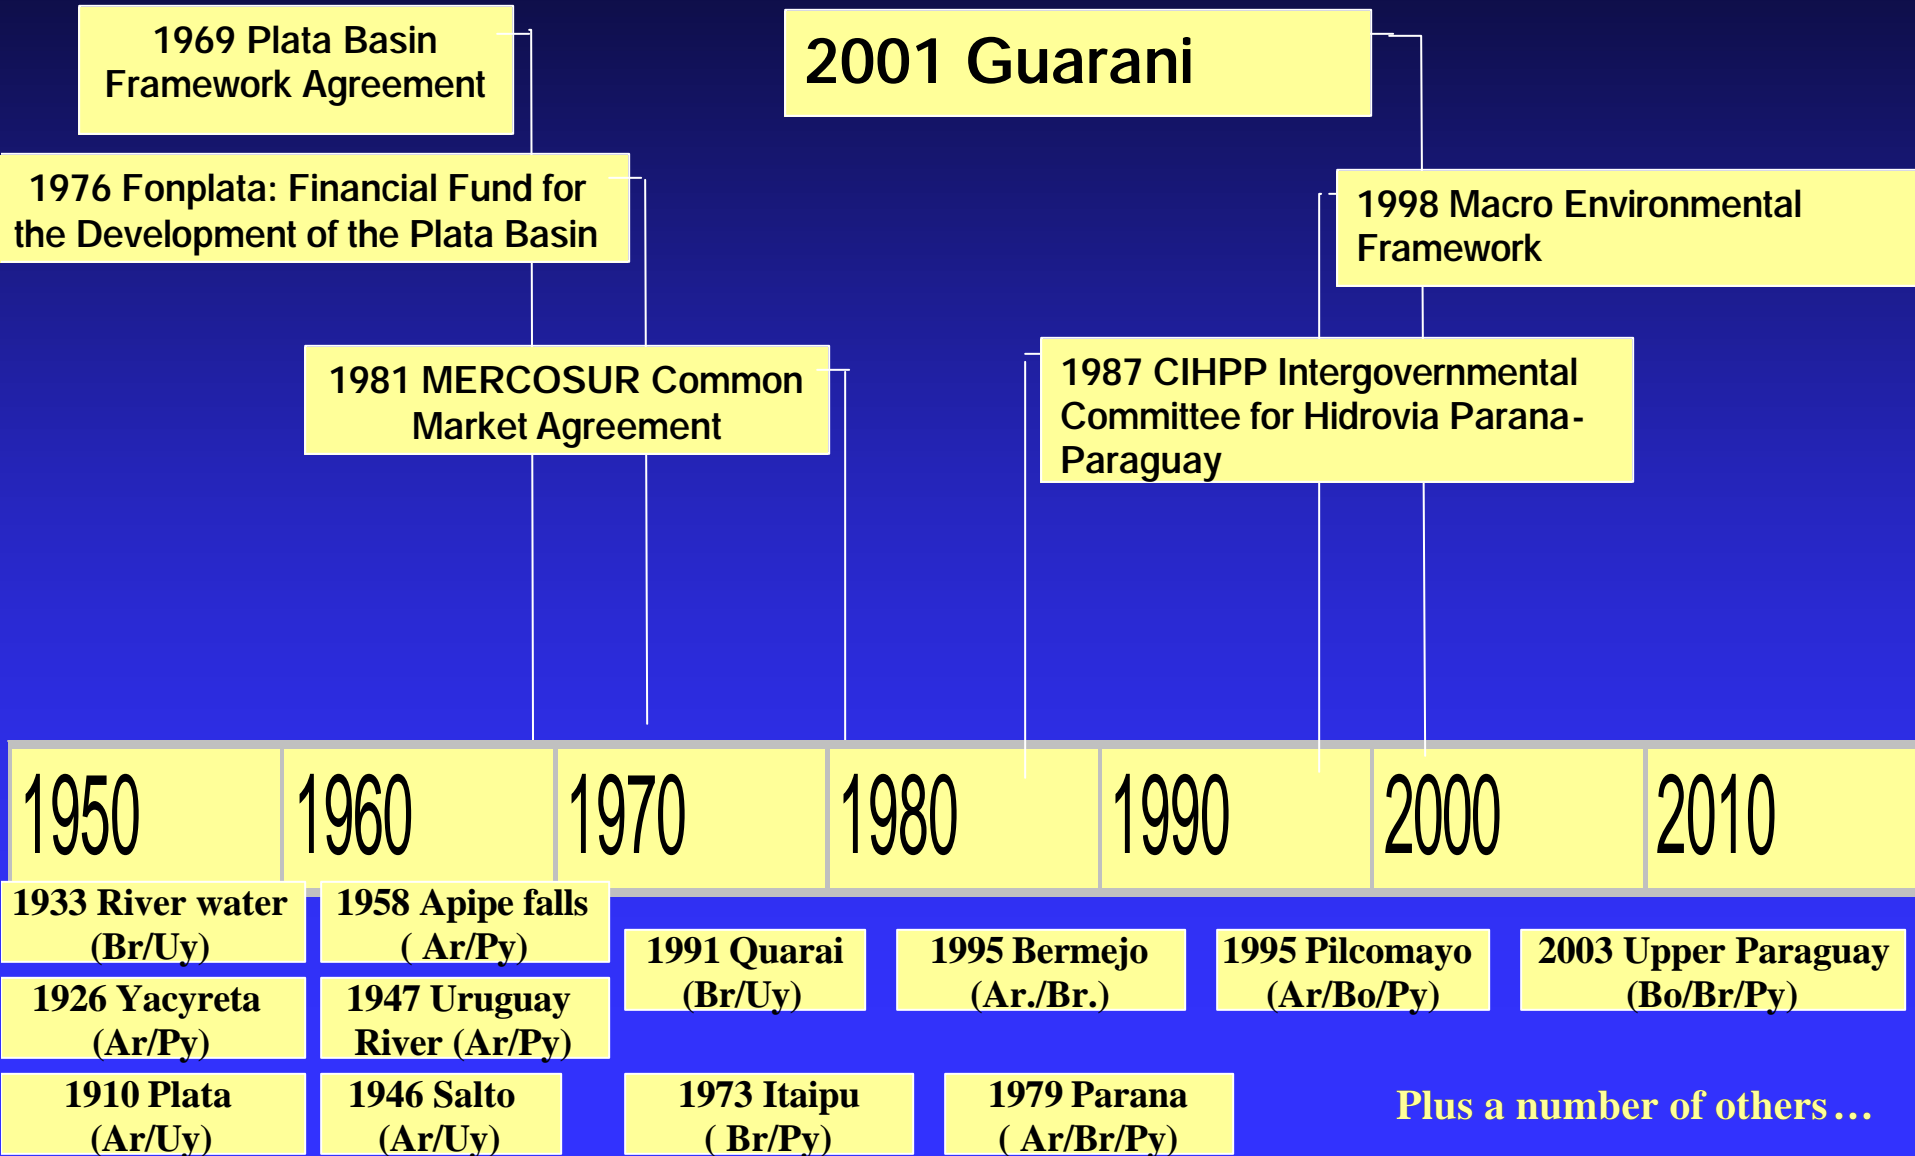 1969 Plata Basin
Framework Agreement
2001 Guarani
1976 Fonplata: Financial Fund for
the Development of the Plata Basin
1998 Macro Environmental
Framework
1981 MERCOSUR Common
Market Agreement
1987 CIHPP Intergovernmental
Committee for Hidrovia Parana-
Paraguay
1950 1960 1970 1980 1990 2000 2010
1933 River water
(Br/Uy)
1958 Apipe falls
( Ar/Py)
1991 Quarai
(Br/Uy)
1995 Bermejo
(Ar./Br.)
1995 Pilcomayo
(Ar/Bo/Py)
2003 Upper Paraguay
(Bo/Br/Py)
1926 Yacyreta
(Ar/Py)
1947 Uruguay
River (Ar/Py)
1910 Plata
(Ar/Uy)
1946 Salto
(Ar/Uy)
1973 Itaipu
( Br/Py)
1979 Parana
( Ar/Br/Py)
Plus a number of others…